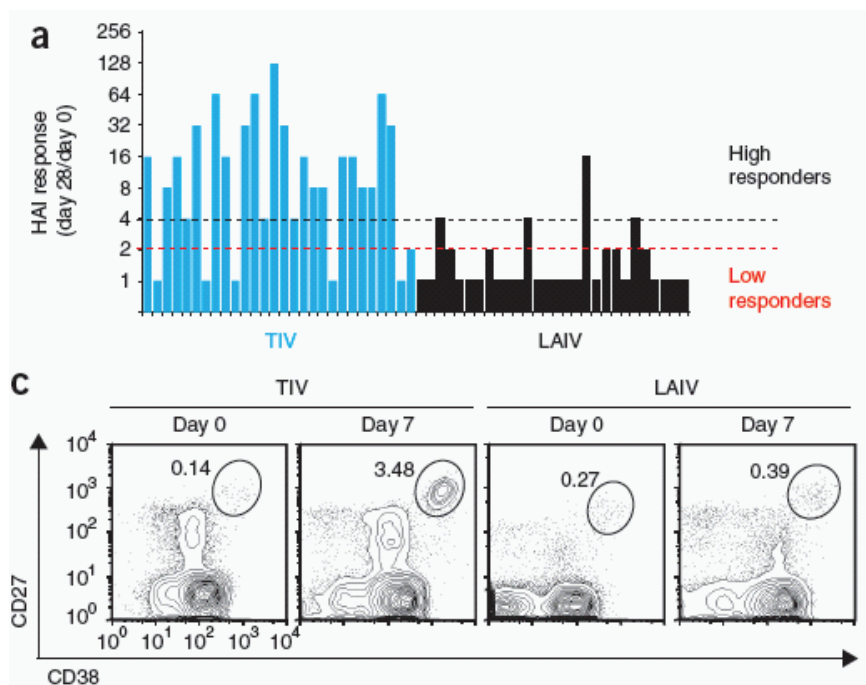 a
HAI response
(day 28/day 0)
256
128
64
32
16
8
4
2
1
High
responders
Low
responders
TIV
LAIV
c
TIV
LAIV
Day 0
Day 7
Day 0
Day 7
10⁴
10³
10²
10¹
10⁰
0.14
3.48
0.27
0.39
CD27
10⁰ 10¹ 10² 10³ 10⁴
CD38